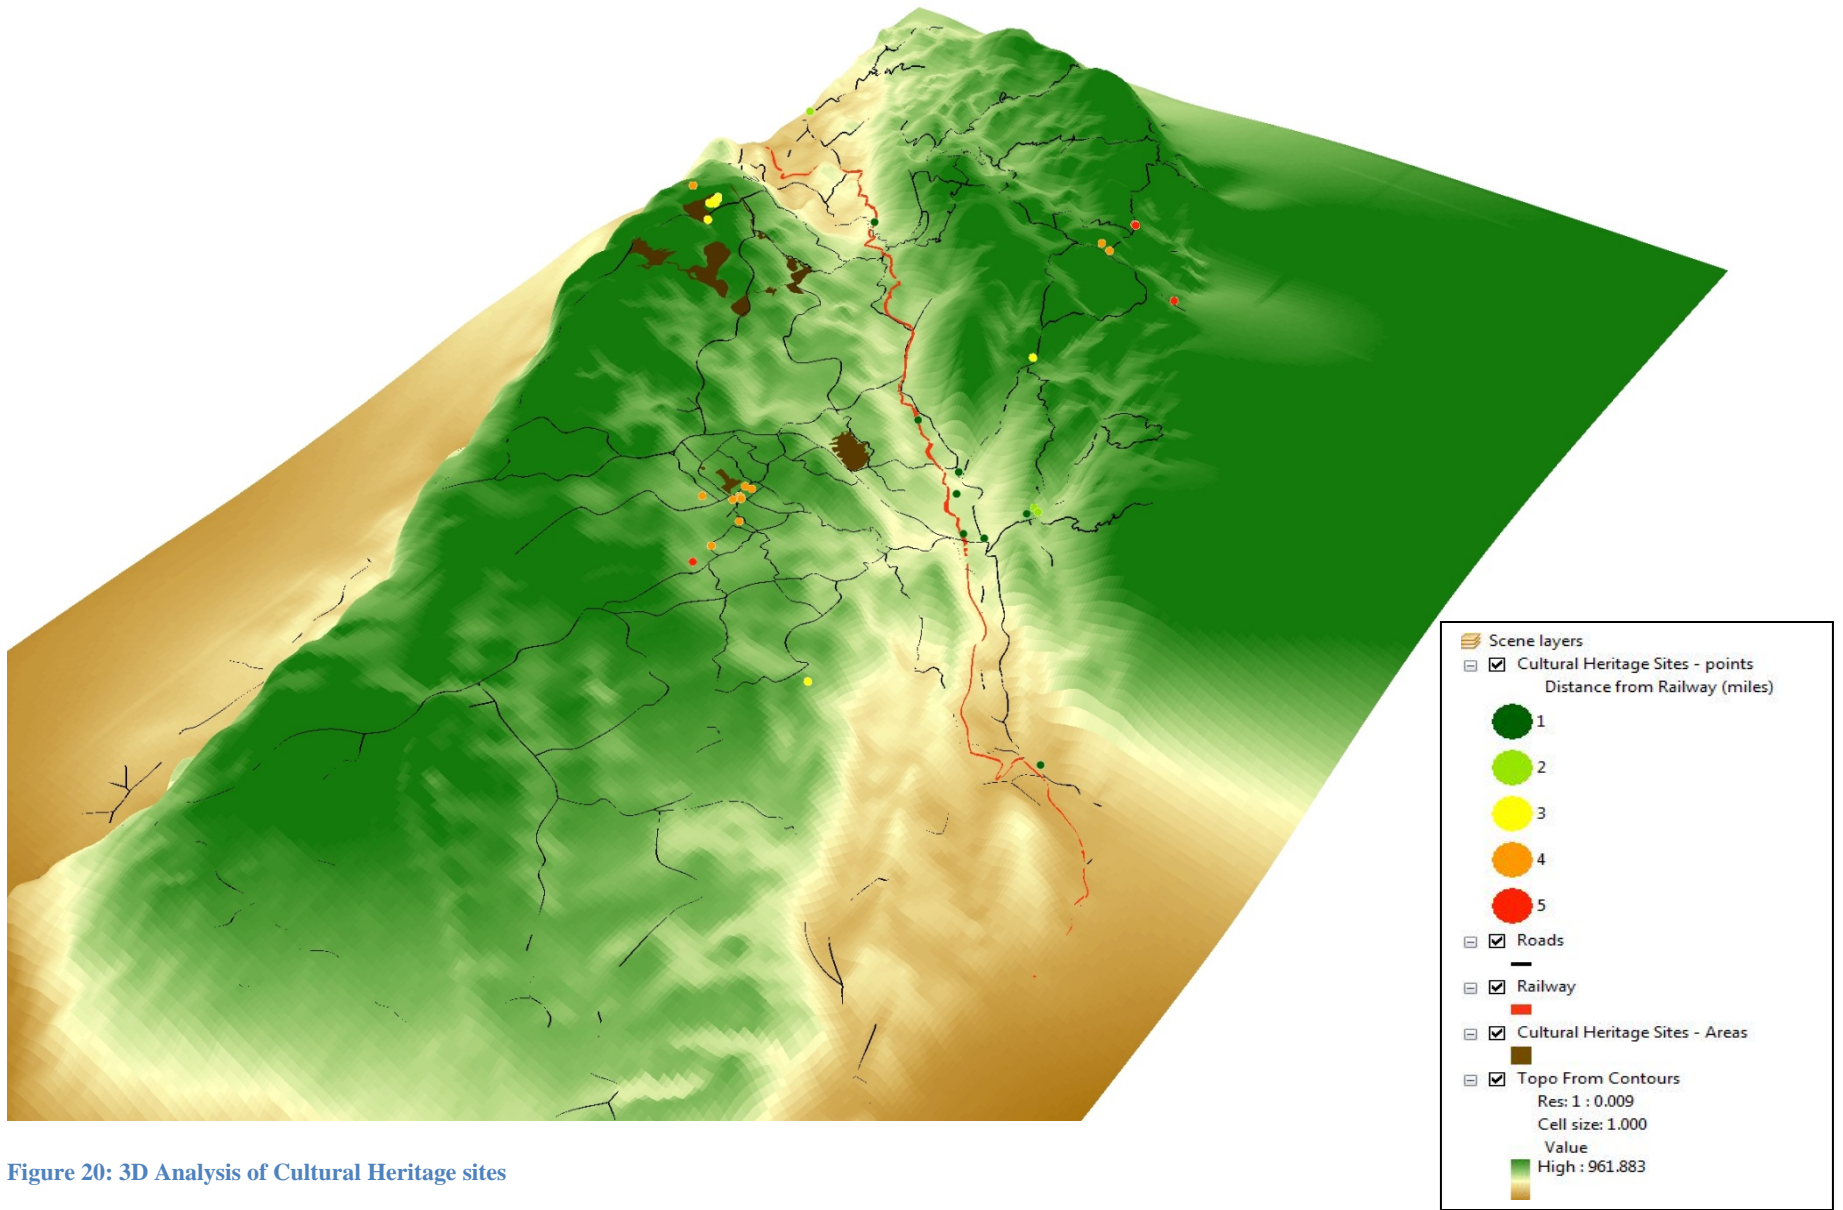 Scene layers
Cultural Heritage Sites - points
Distance from Railway (miles)
1
2
3
4
5
Roads
Railway
Cultural Heritage Sites - Areas
Topo From Contours
Res: 1 : 0.009
Cell size: 1.000
Value
High : 961.883
Figure 20: 3D Analysis of Cultural Heritage sites